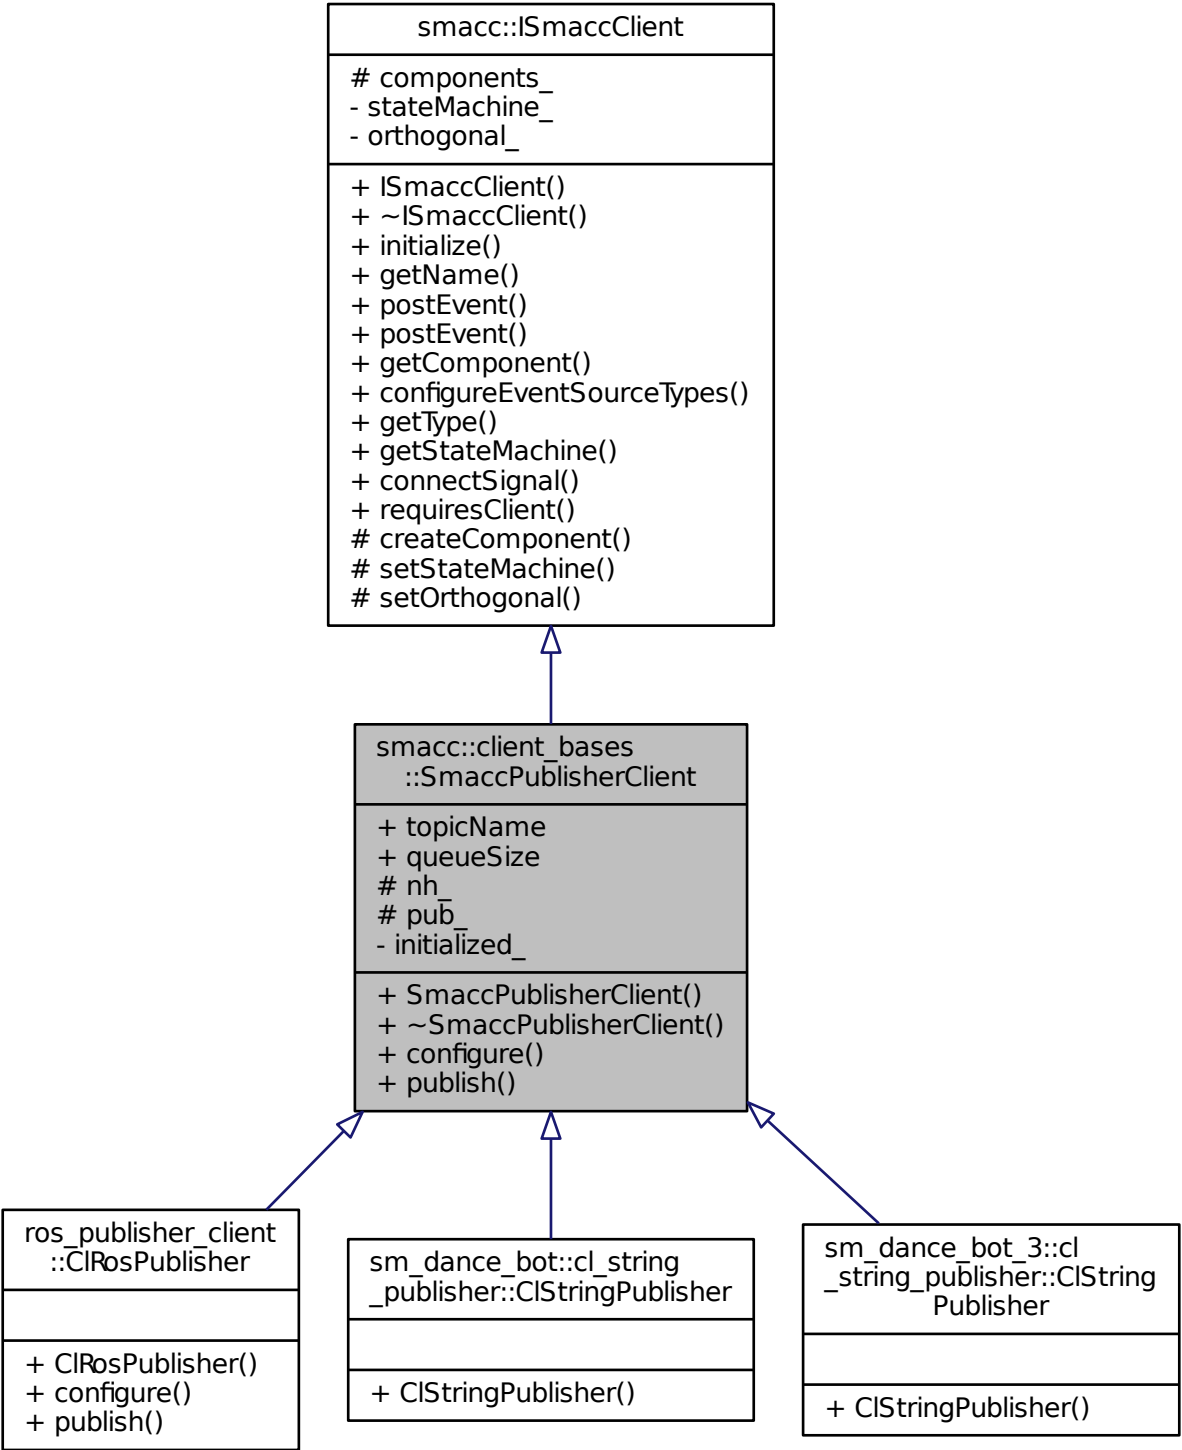 smacc::ISmaccClient
# components_
- stateMachine_
- orthogonal_
+ ISmaccClient()
+ ~ISmaccClient()
+ initialize()
+ getName()
+ postEvent()
+ postEvent()
+ getComponent()
+ configureEventSourceTypes()
+ getType()
+ getStateMachine()
+ connectSignal()
+ requiresClient()
# createComponent()
# setStateMachine()
# setOrthogonal()
smacc::client_bases
::SmaccPublisherClient
+ topicName
+ queueSize
# nh_
# pub_
- initialized_
+ SmaccPublisherClient()
+ ~SmaccPublisherClient()
+ configure()
+ publish()
ros_publisher_client
::ClRosPublisher
+ ClRosPublisher()
+ configure()
+ publish()
sm_dance_bot::cl_string
_publisher::ClStringPublisher
+ ClStringPublisher()
sm_dance_bot_3::cl
_string_publisher::ClString
Publisher
+ ClStringPublisher()